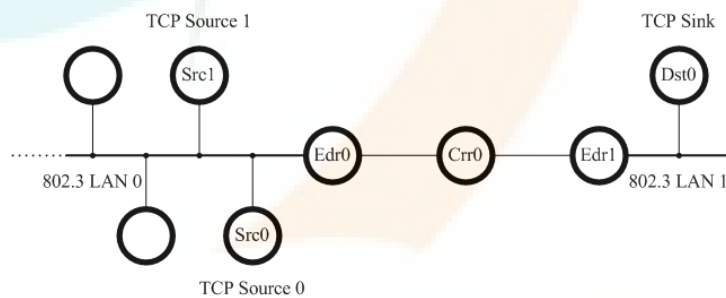 TCP Source 1
TCP Sink
Src1
Dst0
Edr0
Crr0
Edr1
802.3 LAN 0
802.3 LAN 1
Src0
TCP Source 0